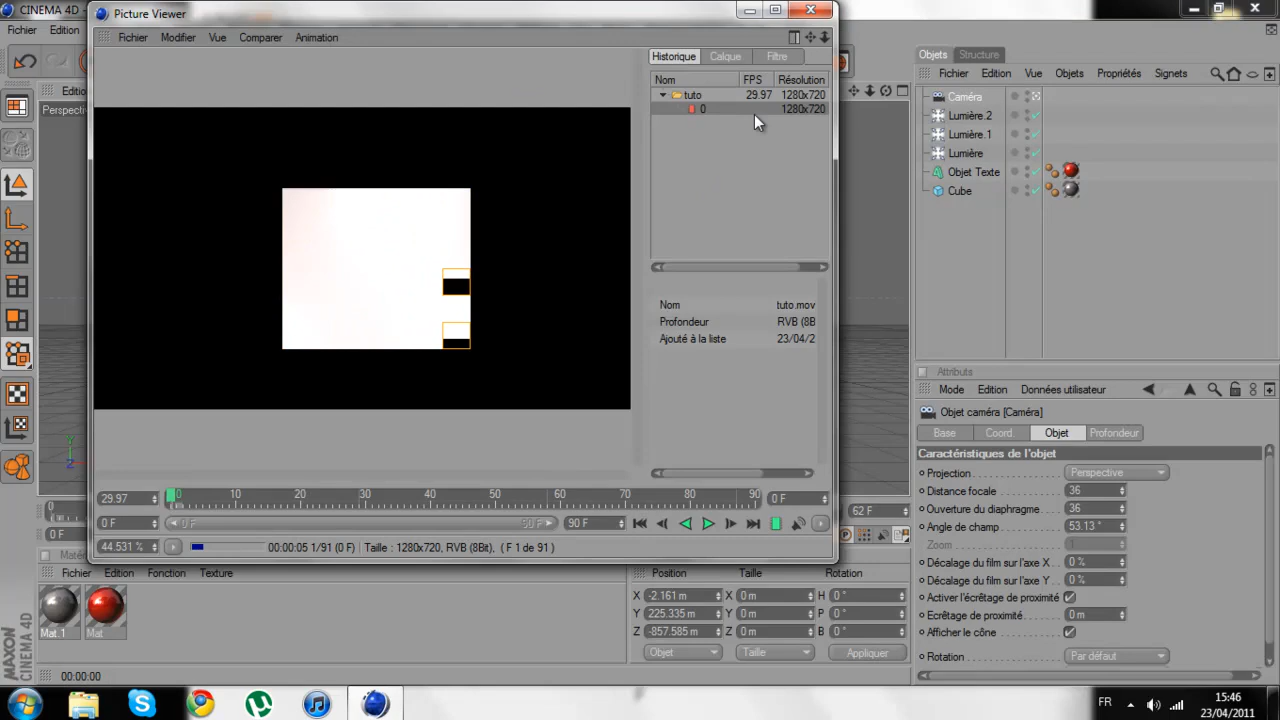 CINEMA 4D -
Fichier Edition
Edition
Perspecti
0
0 F
Maté
Picture Viewer
Fichier Modifier Vue Comparer Animation
Historique Calque Filtre
Nom FPS Résolution
tuto 29.97 1280x720
0 1280x720
Nom tuto.mov
Profondeur RVB (8B
Ajouté à la liste 23/04/2
29.97 0 10 20 30 40 50 60 70 80 90 0 F
0 F 0 F 90 F 90 F
44.531 % 00:00:05 1/91 (0 F) Taille : 1280x720, RVB (8Bit), ( F 1 de 91 )
62 F
Objets Structure
Fichier Edition Vue Objets Propriétés Signets
Caméra
Lumière.2
Lumière.1
Lumière
Objet Texte
Cube
Attributs
Mode Edition Données utilisateur
Objet caméra [Caméra]
Base Coord. Objet Profondeur
Caractéristiques de l'objet
Projection Perspective
Distance focale 36
Ouverture du diaphragme 36
Angle de champ 53.13 °
Zoom 1
Décalage du film sur l'axe X 0 %
Décalage du film sur l'axe Y 0 %
Activer l'écrêtage de proximité
Ecrêtage de proximité 0 m
Afficher le cône
Rotation Par défaut
Fichier Edition Fonction Texture
Mat.1 Mat
Position Taille Rotation
X -2.161 m X 0 m H 0 °
Y 225.335 m Y 0 m P 0 °
Z -857.585 m Z 0 m B 0 °
Objet Taille Appliquer
MAXON
CINEMA 4D
00:00:00
FR
15:46
23/04/2011